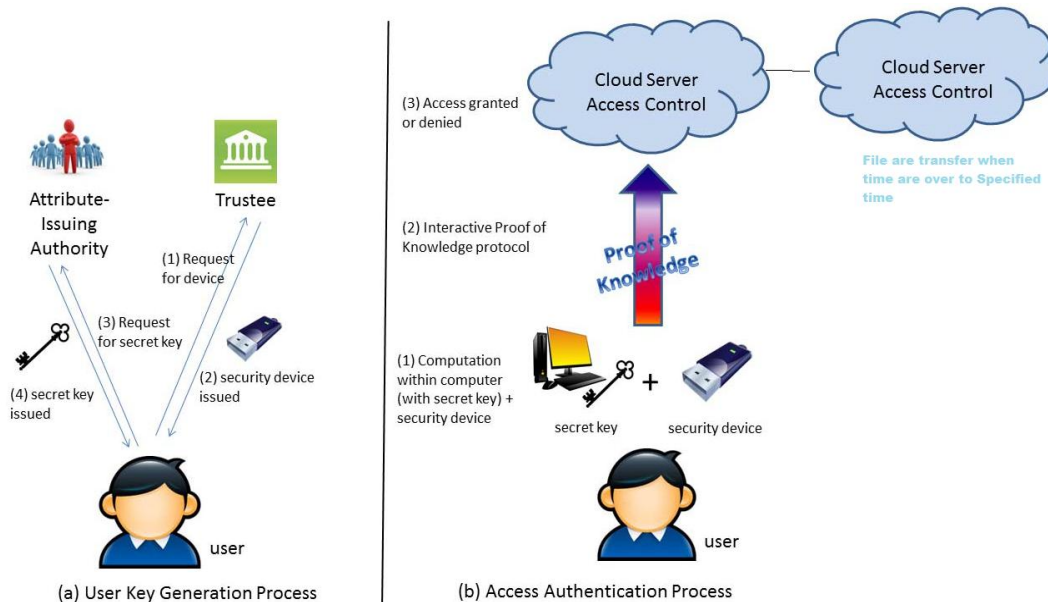 Attribute-
Issuing
Authority
Trustee
(1) Request
for device
(3) Request
for secret key
(2) security device
issued
(4) secret key
issued
user
(a) User Key Generation Process
Cloud Server
Access Control
Cloud Server
Access Control
(3) Access granted
or denied
File are transfer when
time are over to Specified
time
(2) Interactive Proof of
Knowledge protocol
Proof of
Knowledge
(1) Computation
within computer
(with secret key) +
security device
+
secret key
security device
user
(b) Access Authentication Process